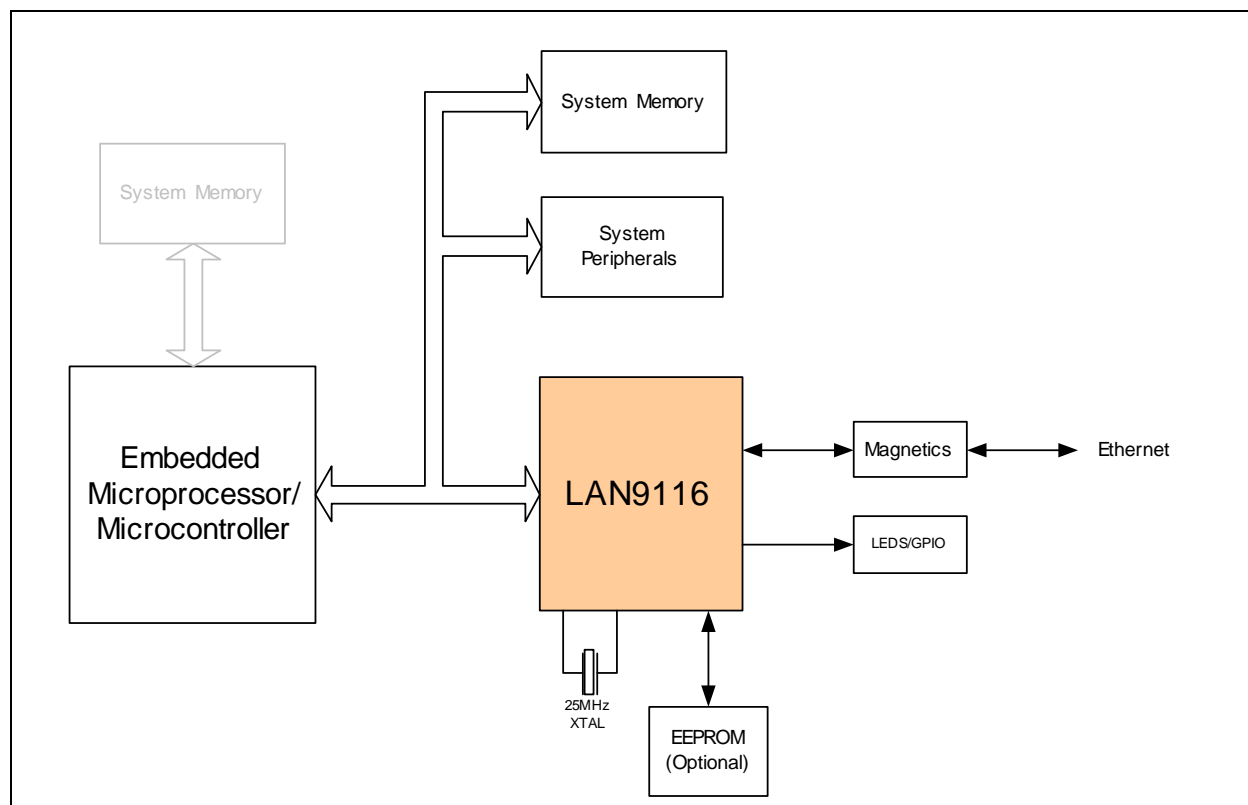 System Memory
System Memory
System
Peripherals
Embedded
Microprocessor/
Microcontroller
LAN9116
Magnetics
Ethernet
LEDS/GPIO
25MHz
XTAL
EEPROM
(Optional)